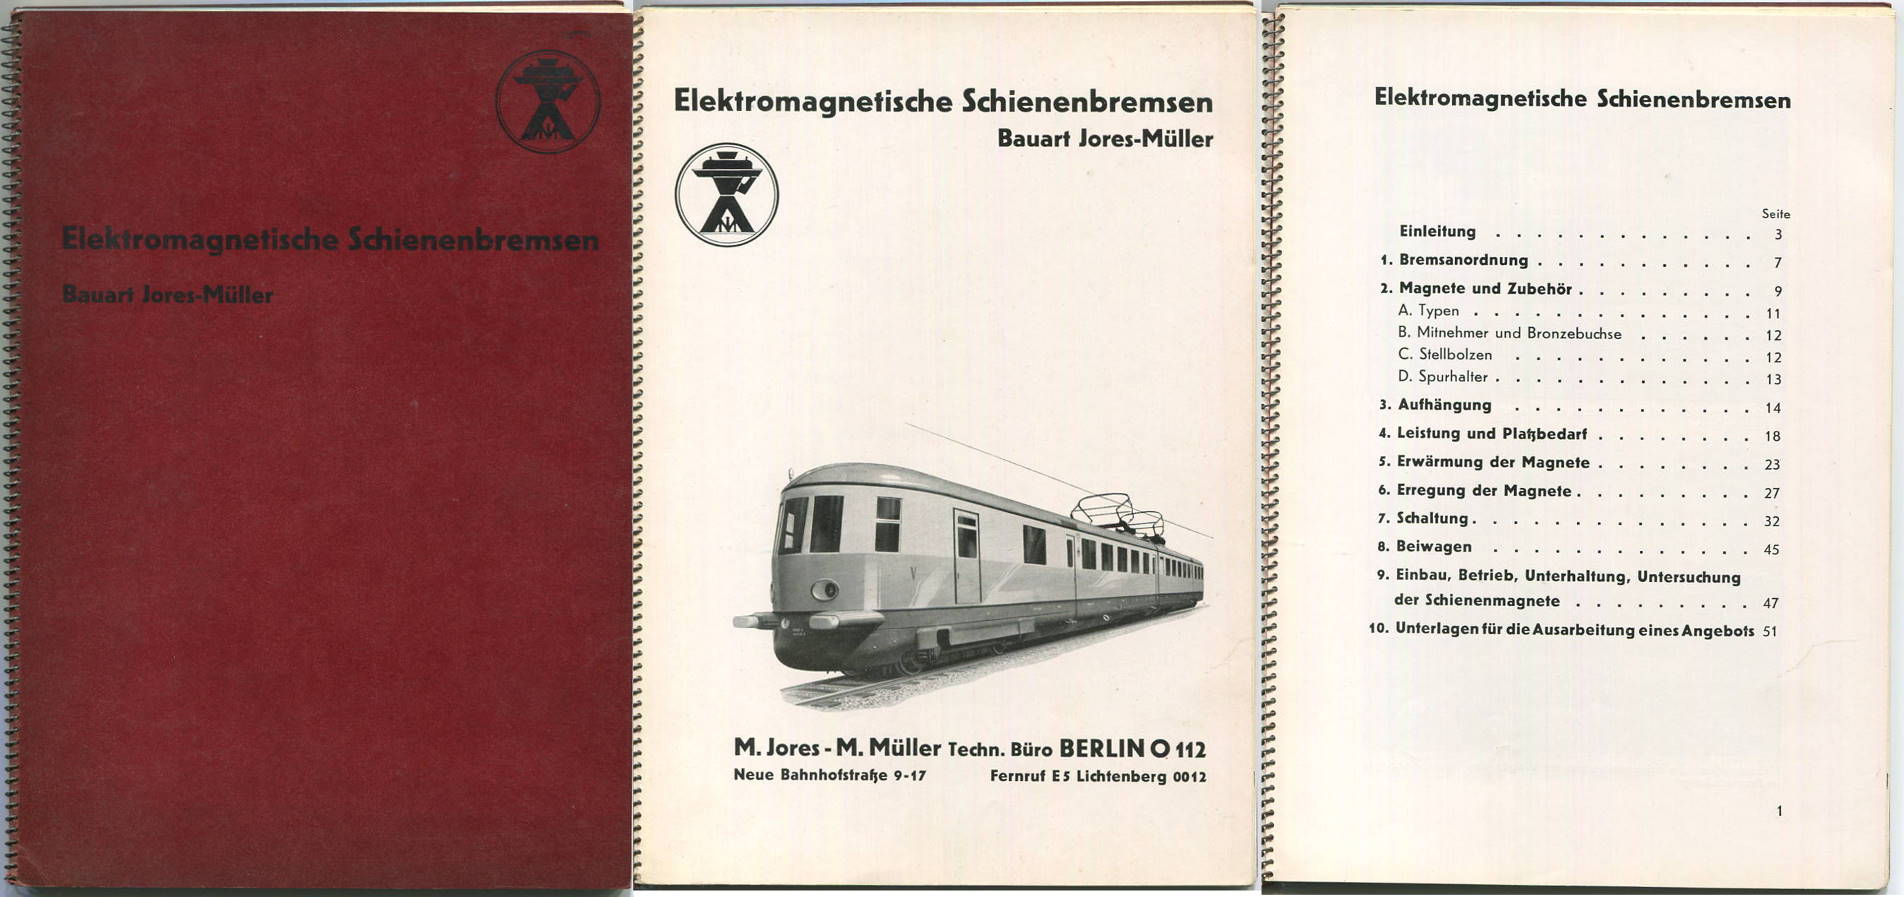 Elektromagnetische Schienenbremsen
Bauart Jores-Müller
Elektromagnetische Schienenbremsen
Bauart Jores-Müller
JM
V
M. Jores - M. Müller Techn. Büro BERLIN O 112
Neue Bahnhofstraße 9-17 Fernruf E5 Lichtenberg 0012
Elektromagnetische Schienenbremsen
Seite
Einleitung . . . . . . . . . . . . . 3
1. Bremsanordnung . . . . . . . . . . . 7
2. Magnete und Zubehör . . . . . . . . . 9
A. Typen . . . . . . . . . . . . . . 11
B. Mitnehmer und Bronzebuchse . . . . . . 12
C. Stellbolzen . . . . . . . . . . . . 12
D. Spurhalter . . . . . . . . . . . . . 13
3. Aufhängung . . . . . . . . . . . . 14
4. Leistung und Platzbedarf . . . . . . . . 18
5. Erwärmung der Magnete . . . . . . . . 23
6. Erregung der Magnete . . . . . . . . . 27
7. Schaltung . . . . . . . . . . . . . . 32
8. Beiwagen . . . . . . . . . . . . . 45
9. Einbau, Betrieb, Unterhaltung, Untersuchung
der Schienenmagnete . . . . . . . . . 47
10. Unterlagen für die Ausarbeitung eines Angebots 51
1